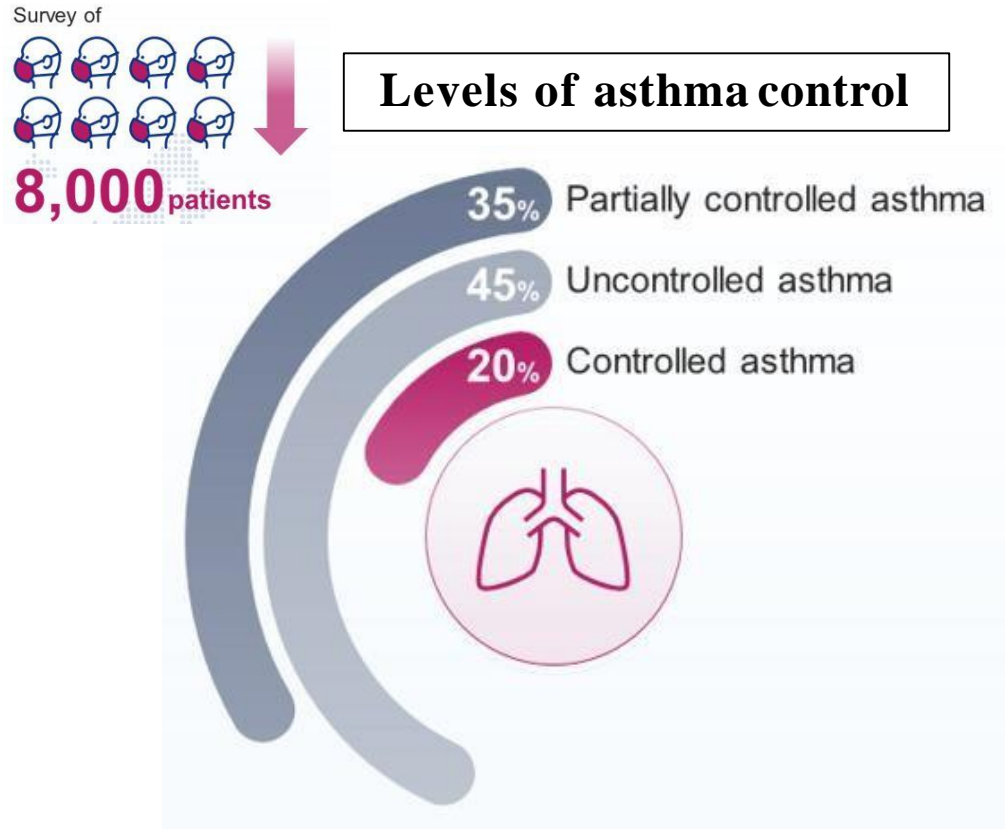 Survey of
8,000 patients
Levels of asthma control
35% Partially controlled asthma
45% Uncontrolled asthma
20% Controlled asthma